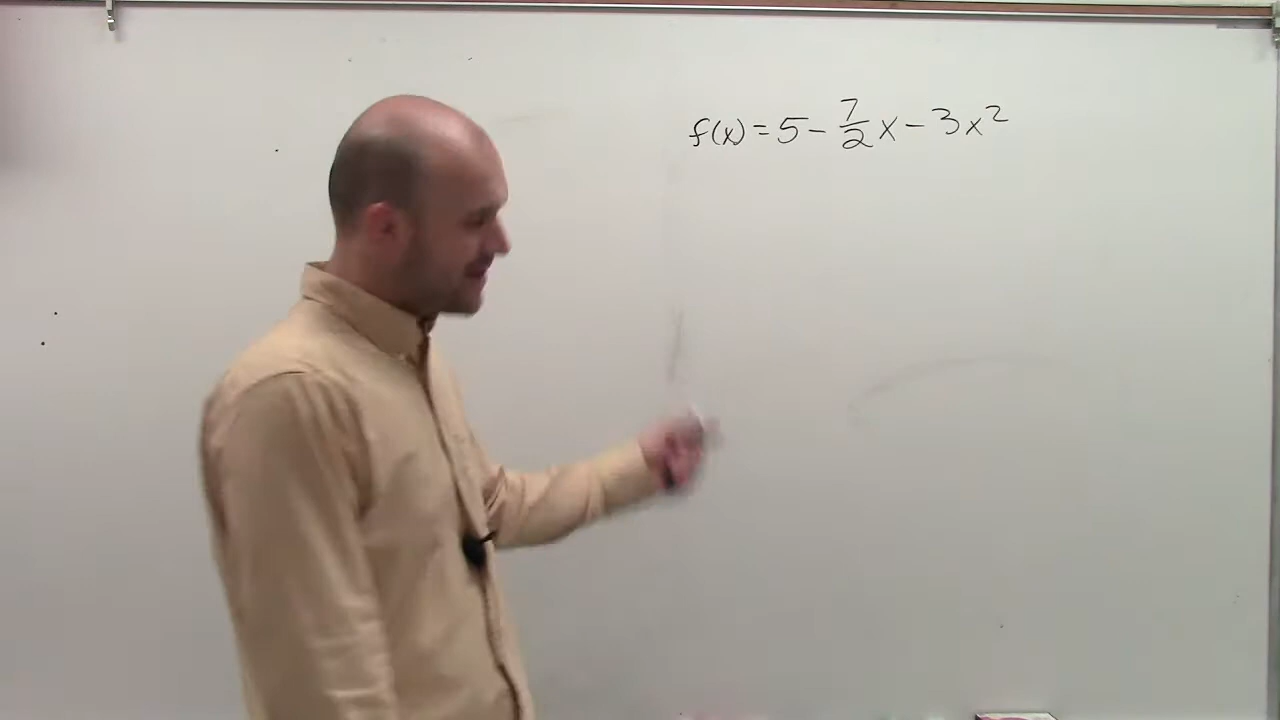 f(x) = 5 - 7/2 x - 3x²